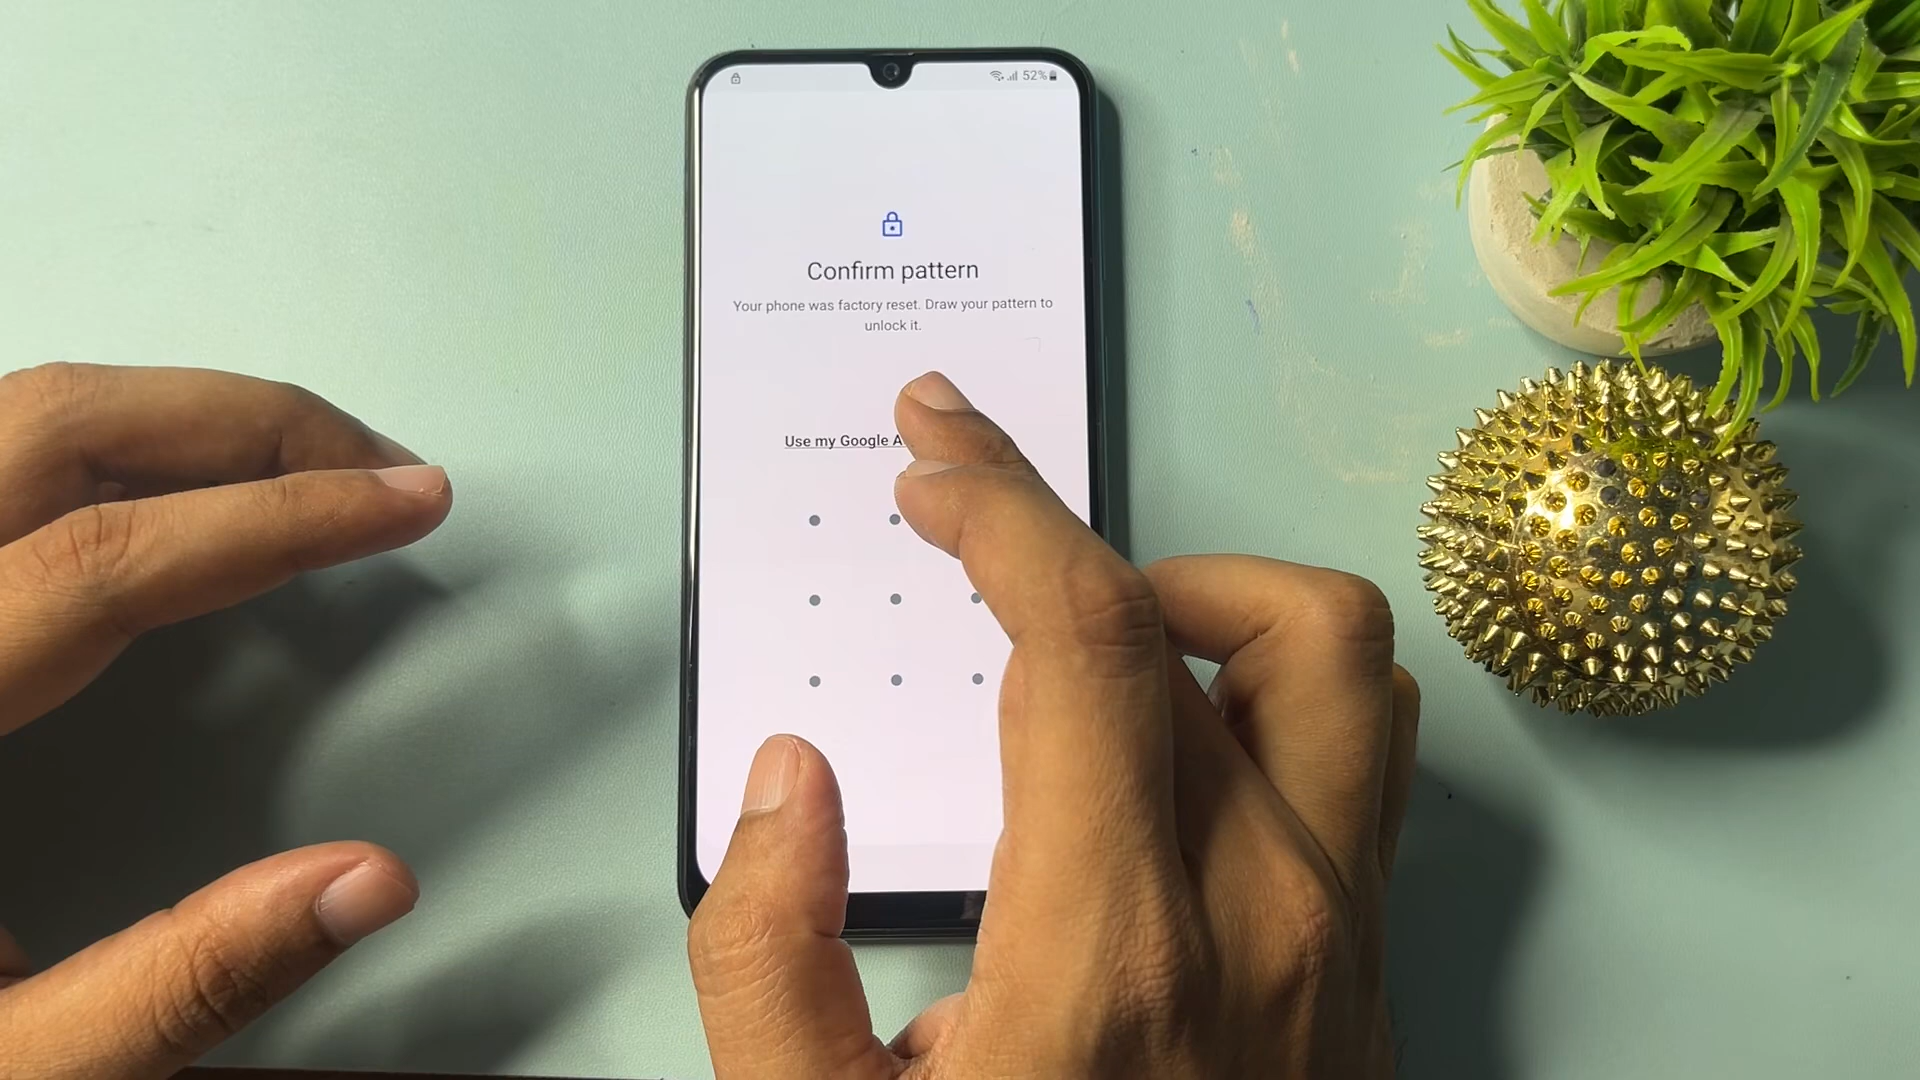 52%
Confirm pattern
Your phone was factory reset. Draw your pattern to
unlock it.
Use my Google